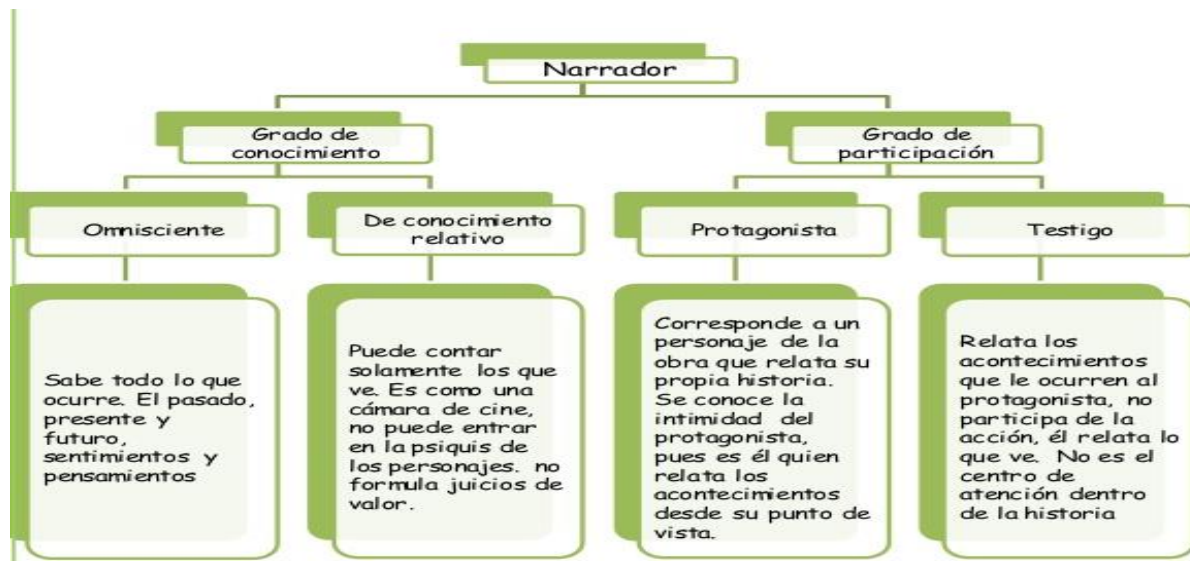 Narrador
Grado de
conocimiento
Grado de
participación
Omnisciente
De conocimiento
relativo
Protagonista
Testigo
Sabe todo lo que
ocurre. El pasado,
presente y
futuro,
sentimientos y
pensamientos
Puede contar
solamente los que
ve. Es como una
cámara de cine,
no puede entrar
en la psiquis de
los personajes. no
formula juicios de
valor.
Corresponde a un
personaje de la
obra que relata su
propia historia.
Se conoce la
intimidad del
protagonista,
pues es él quien
relata los
acontecimientos
desde su punto de
vista.
Relata los
acontecimientos
que le ocurren al
protagonista, no
participa de la
acción, él relata lo
que ve. No es el
centro de
atención dentro
de la historia